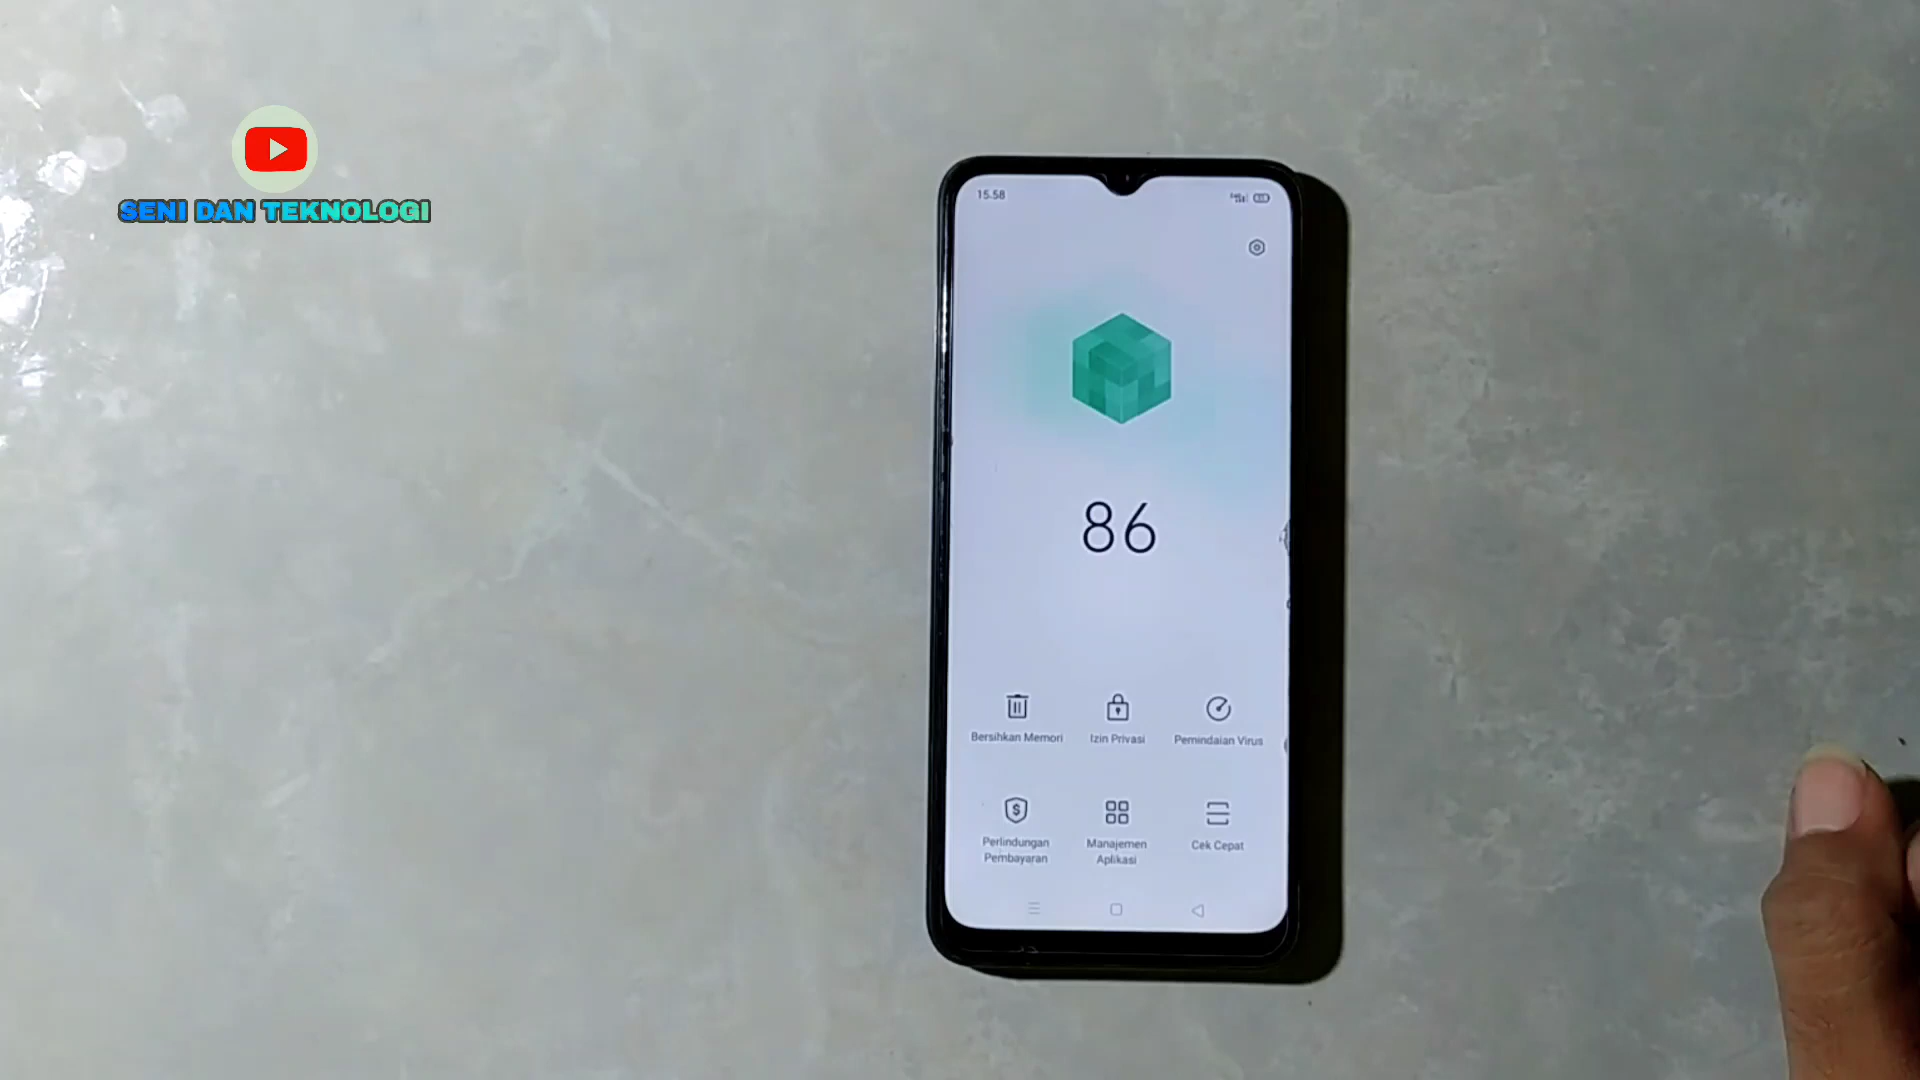 SENI DAN TEKNOLOGI
15.58
86
Bersihkan Memori
Izin Privasi
Pemindaian Virus
Perlindungan
Pembayaran
Manajemen
Aplikasi
Cek Cepat